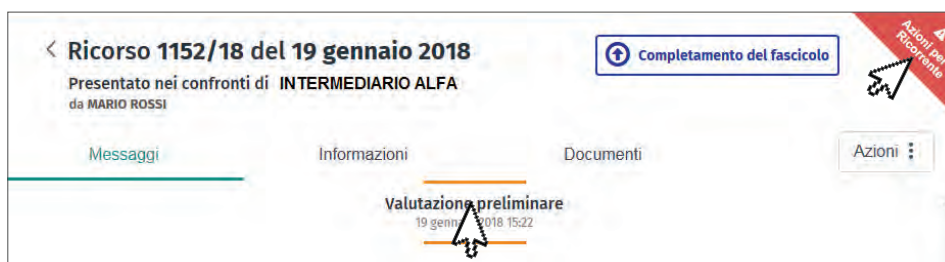 Ricorso 1152/18 del 19 gennaio 2018
Completamento del fascicolo
Azioni per
Ricorrente
Presentato nei confronti di INTERMEDIARIO ALFA
da MARIO ROSSI
Messaggi
Informazioni
Documenti
Azioni
Valutazione preliminare
19 2018 15:22